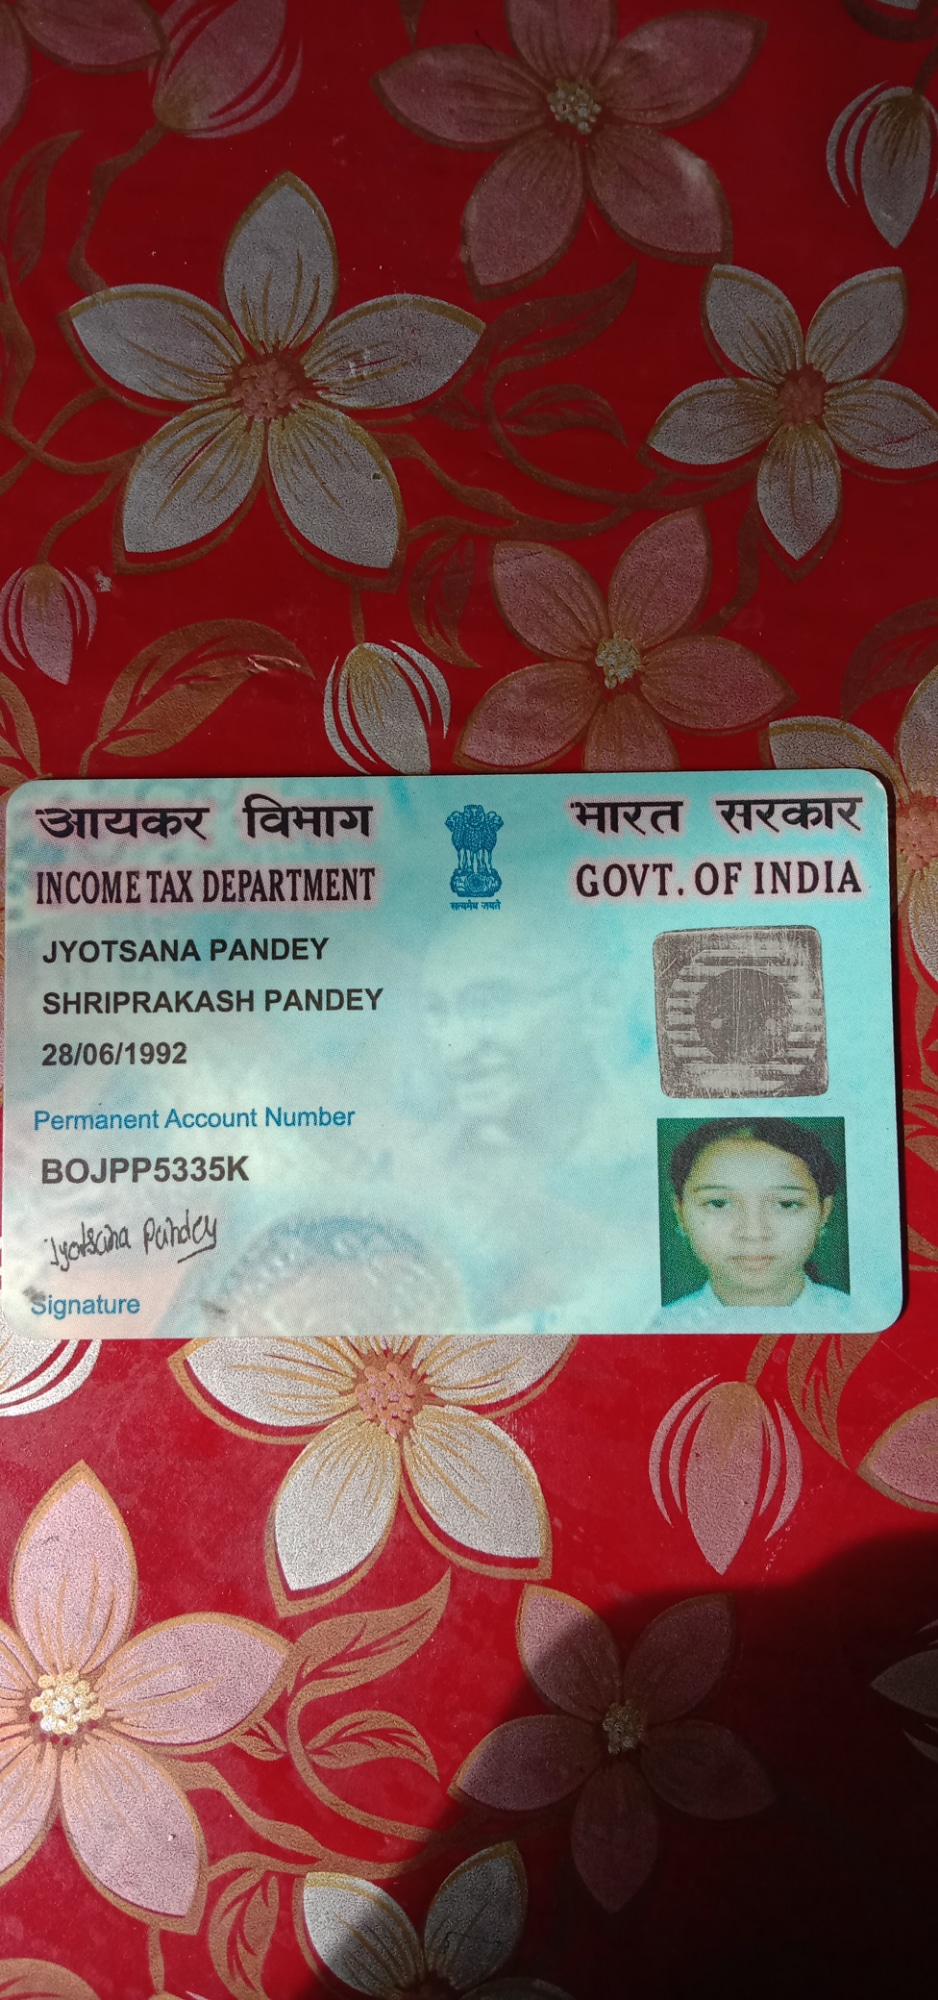 आयकर विभाग
INCOME TAX DEPARTMENT
भारत सरकार
GOVT. OF INDIA
सत्यमेव जयते
JYOTSANA PANDEY
SHRIPRAKASH PANDEY
28/06/1992
Permanent Account Number
BOJPP5335K
Jyotsana Pandey
Signature